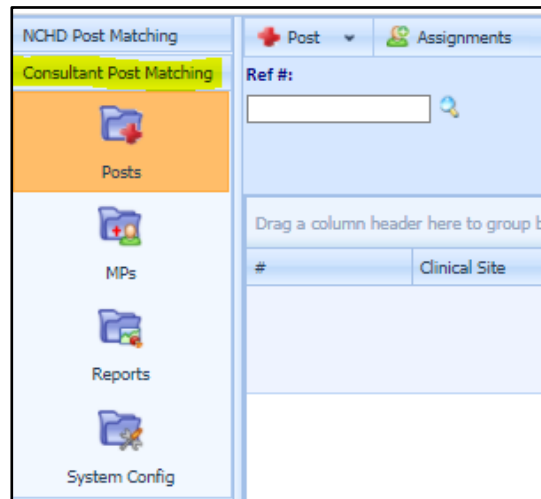 NCHD Post Matching
Consultant Post Matching
Posts
MPs
Reports
System Config
Post Assignments
Ref #:
Drag a column header here to group
# Clinical Site